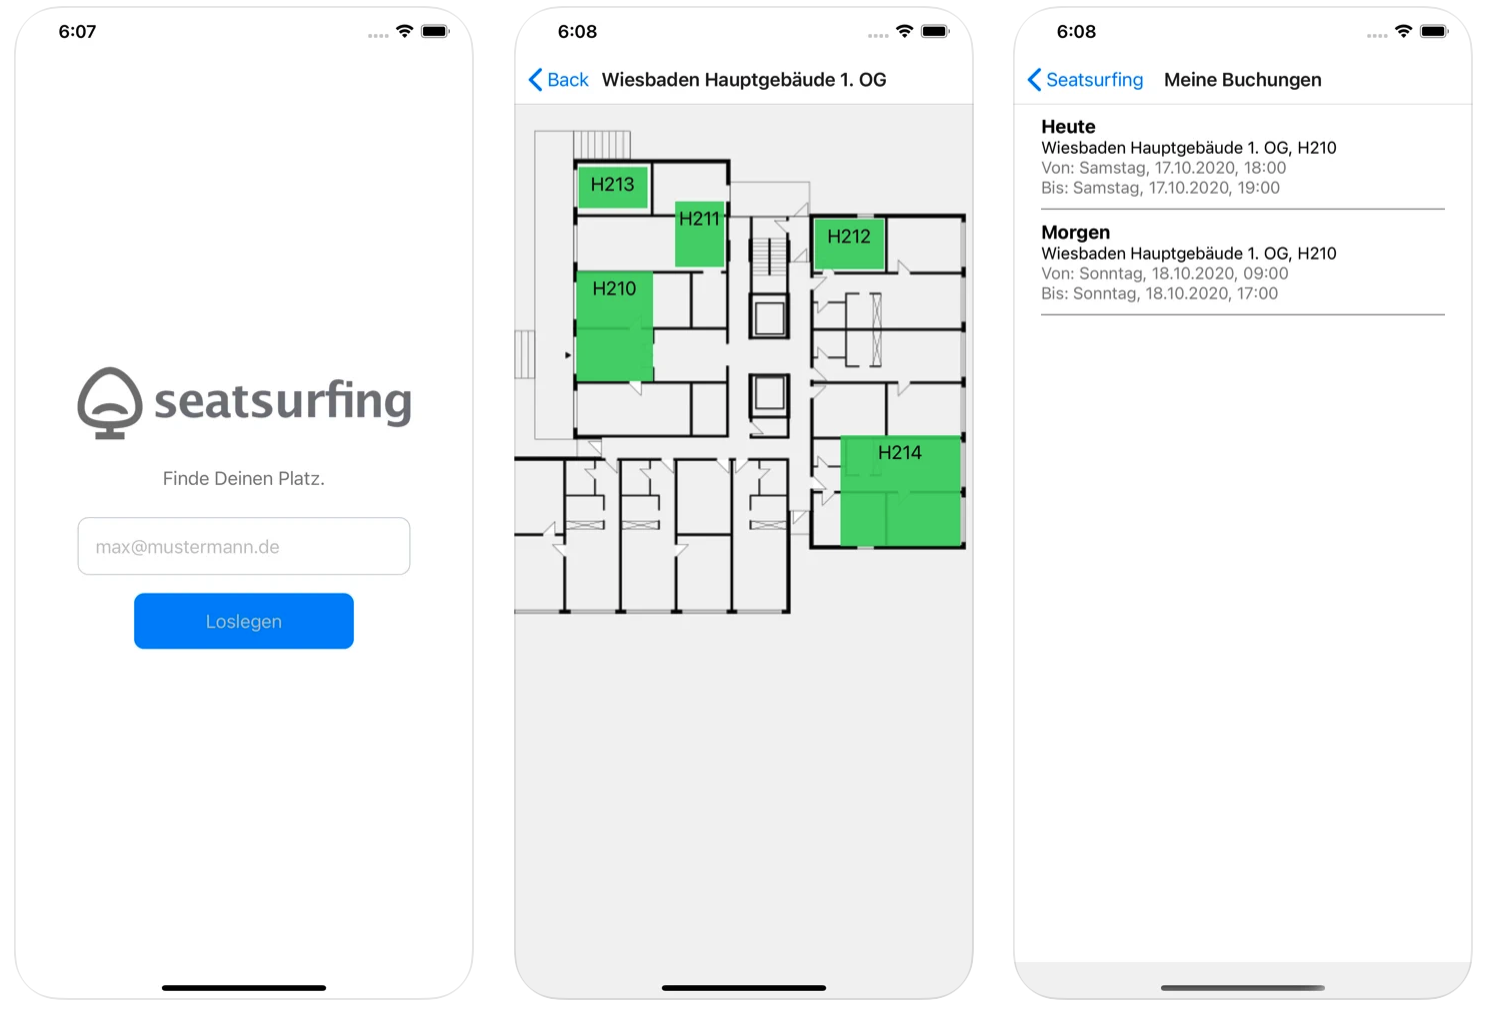 6:07
seatsurfing
Finde Deinen Platz.
max@mustermann.de
Loslegen
6:08
Back Wiesbaden Hauptgebäude 1. OG
H213
H211
H212
H210
H214
6:08
Seatsurfing Meine Buchungen
Heute
Wiesbaden Hauptgebäude 1. OG, H210
Von: Samstag, 17.10.2020, 18:00
Bis: Samstag, 17.10.2020, 19:00
Morgen
Wiesbaden Hauptgebäude 1. OG, H210
Von: Sonntag, 18.10.2020, 09:00
Bis: Sonntag, 18.10.2020, 17:00